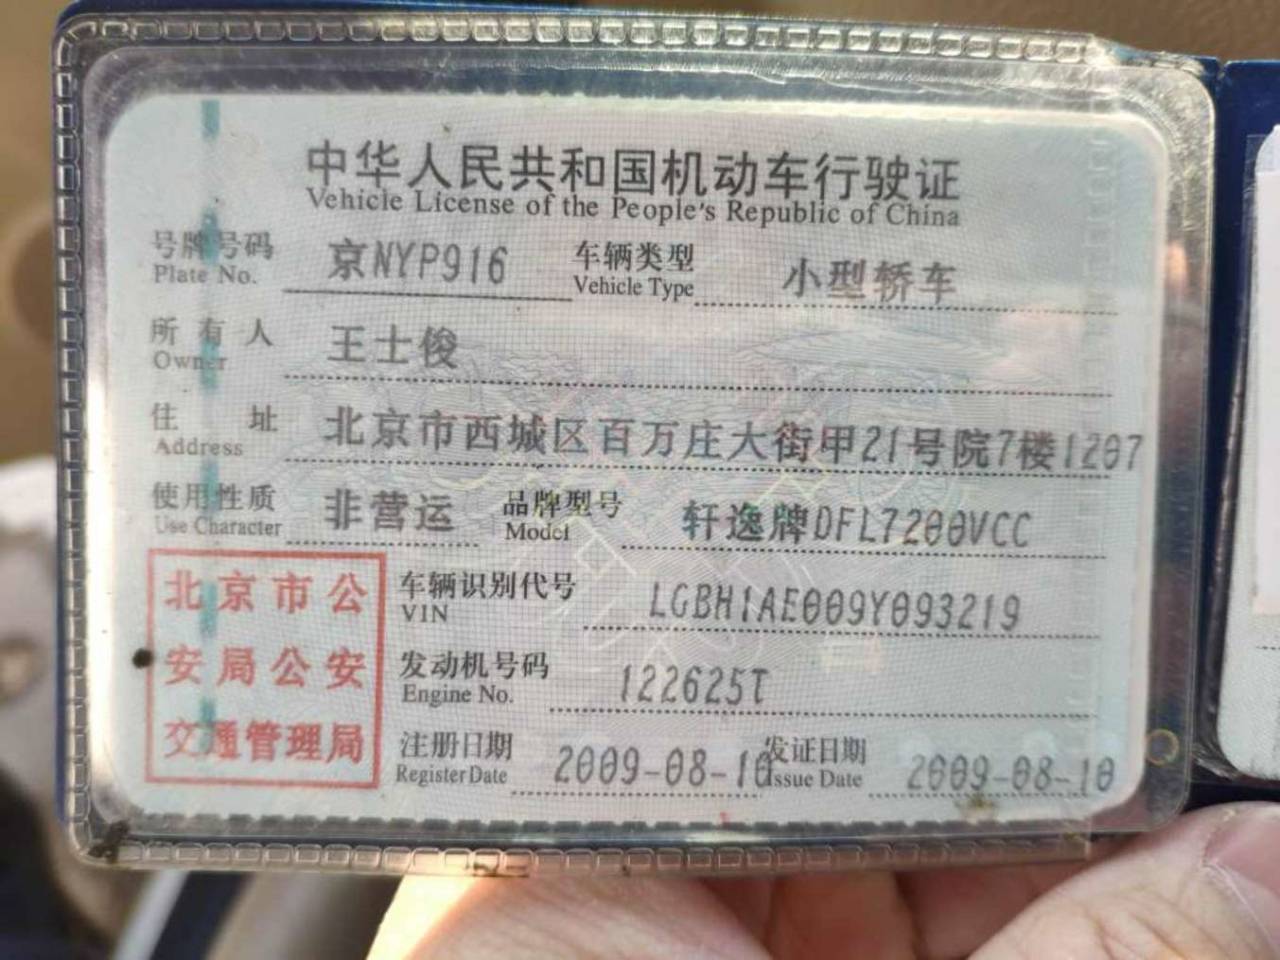 中华人民共和国机动车行驶证
Vehicle License of the People's Republic of China
号牌号码 京NYP916 车辆类型 小型轿车
Plate No. Vehicle Type
所有人 王士俊
Owner
住址 北京市西城区百万庄大街甲21号院7楼1207
Address
使用性质 非营运 品牌型号 轩逸牌DFL7200VCC
Use Character Model
北京市公
安局公安
交通管理局
车辆识别代号 LGBH1AE009Y093219
VIN
发动机号码 122625T
Engine No.
注册日期 2009-08-10 发证日期 2009-08-10
Register Date Issue Date